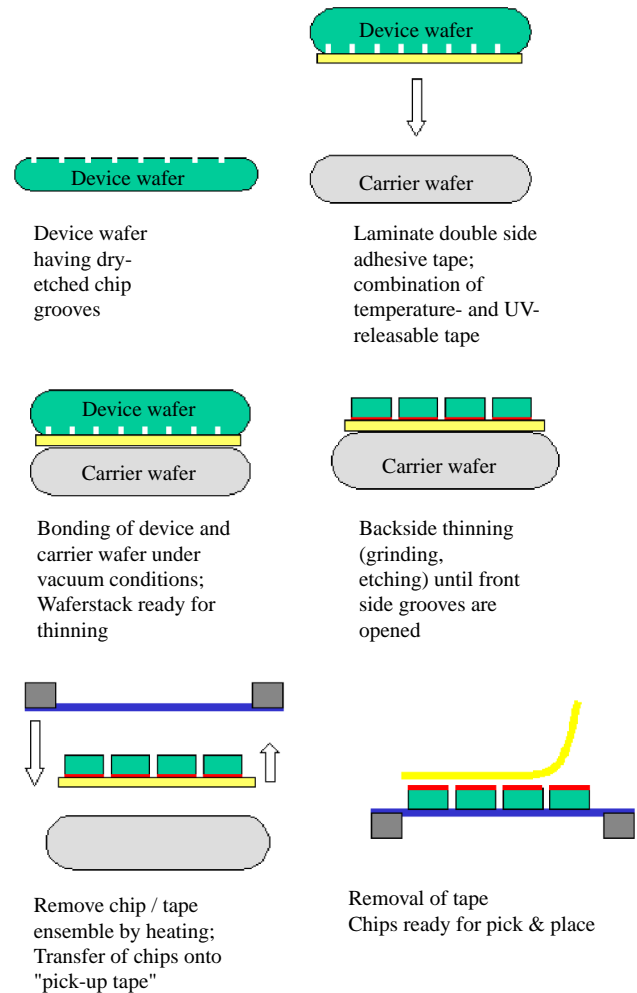 Device wafer
Device wafer
having dry-
etched chip
grooves
Device wafer
Carrier wafer
Laminate double side
adhesive tape;
combination of
temperature- and UV-
releasable tape
Device wafer
Carrier wafer
Bonding of device and
carrier wafer under
vacuum conditions;
Waferstack ready for
thinning
Carrier wafer
Backside thinning
(grinding,
etching) until front
side grooves are
opened
Remove chip / tape
ensemble by heating;
Transfer of chips onto
"pick-up tape"
Removal of tape
Chips ready for pick & place